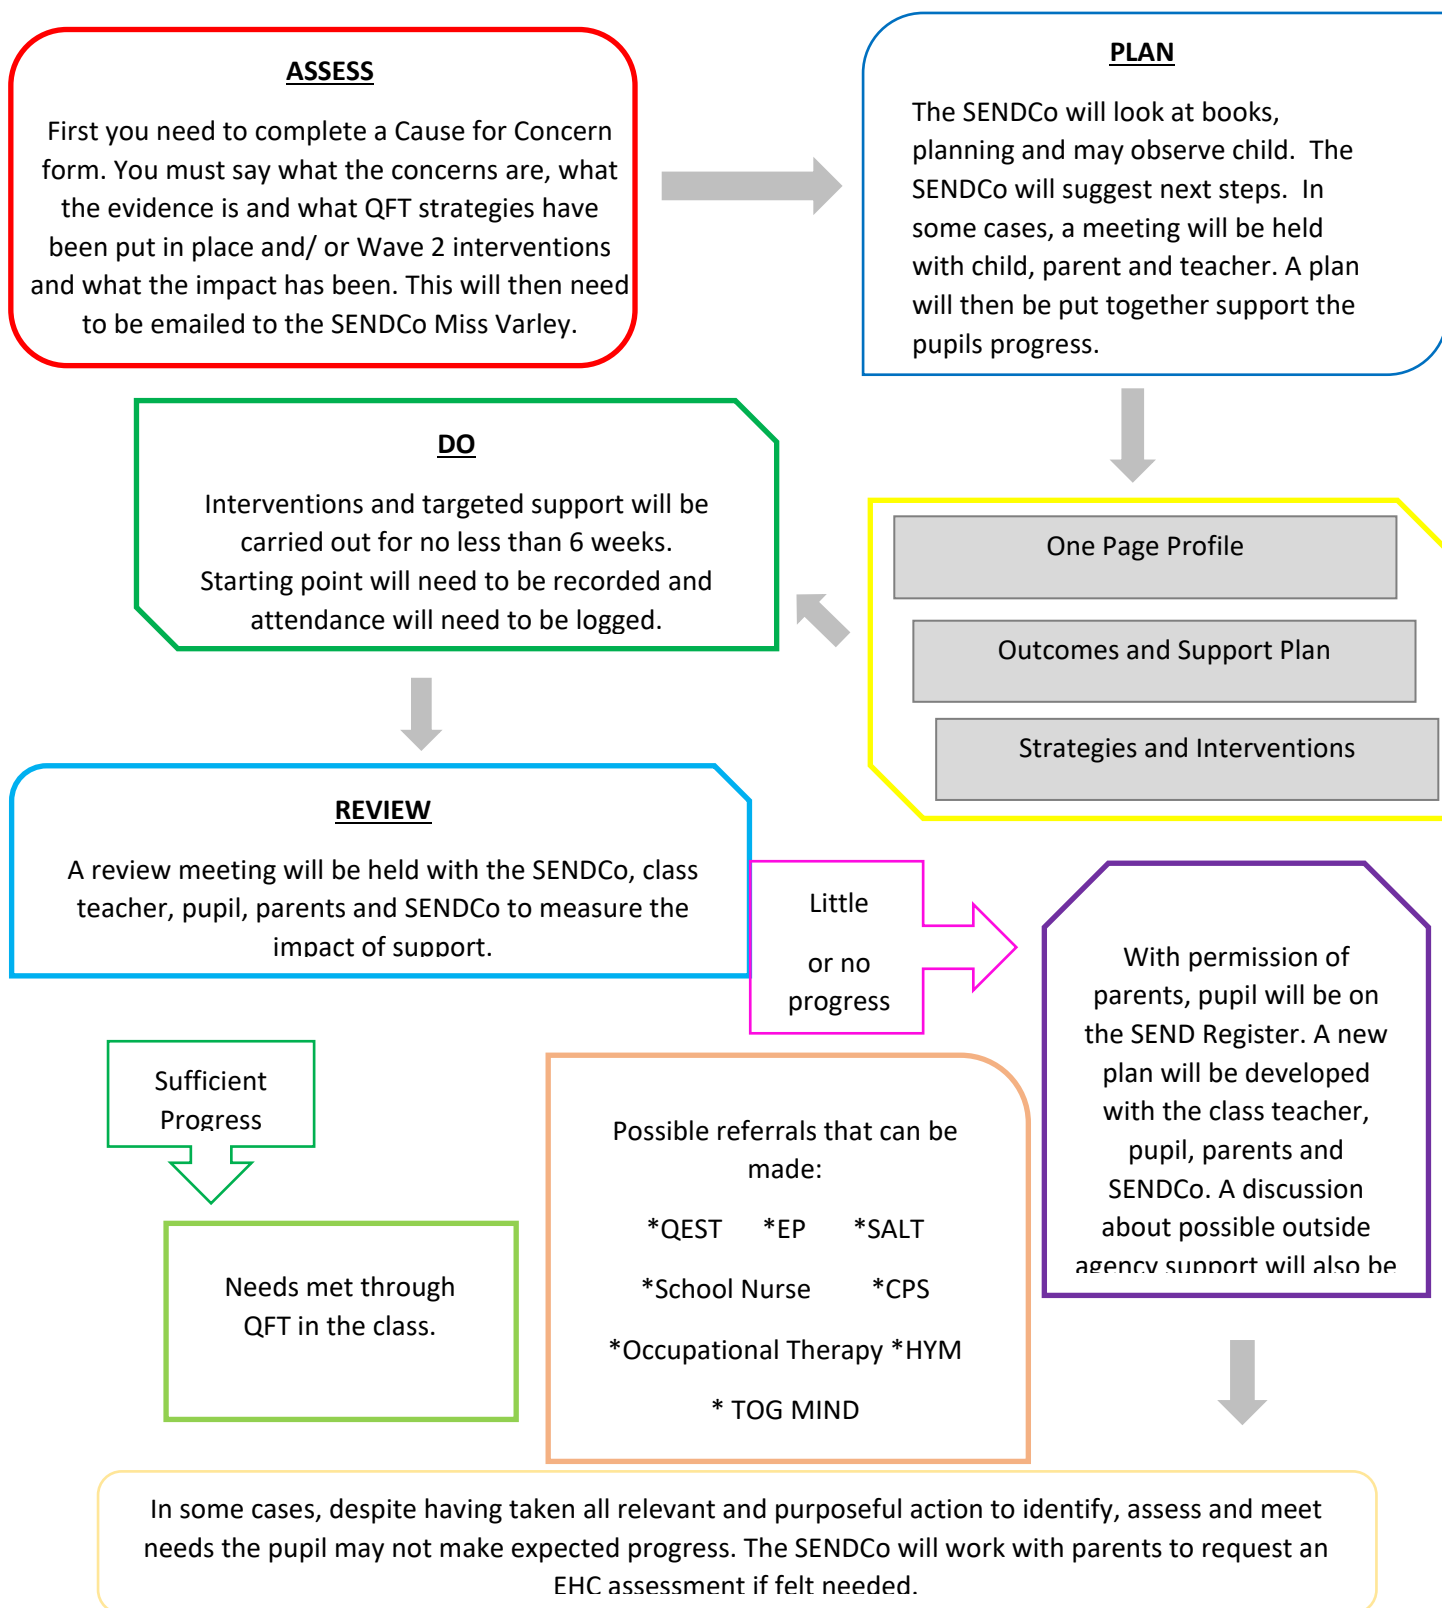 ASSESS
First you need to complete a Cause for Concern
form. You must say what the concerns are, what
the evidence is and what QFT strategies have
been put in place and/ or Wave 2 interventions
and what the impact has been. This will then need
to be emailed to the SENDCo Miss Varley.
PLAN
The SENDCo will look at books,
planning and may observe child.  The
SENDCo will suggest next steps.  In
some cases, a meeting will be held
with child, parent and teacher. A plan
will then be put together support the
pupils progress.
One Page Profile
Outcomes and Support Plan
Strategies and Interventions
DO
Interventions and targeted support will be
carried out for no less than 6 weeks.
Starting point will need to be recorded and
attendance will need to be logged.
REVIEW
A review meeting will be held with the SENDCo, class
teacher, pupil, parents and SENDCo to measure the
impact of support.
Little
or no
progress
With permission of
parents, pupil will be on
the SEND Register. A new
plan will be developed
with the class teacher,
pupil, parents and
SENDCo. A discussion
about possible outside
agency support will also be
Sufficient
Progress
Needs met through
QFT in the class.
Possible referrals that can be
made:
*QEST *EP *SALT
*School Nurse *CPS
*Occupational Therapy *HYM
* TOG MIND
In some cases, despite having taken all relevant and purposeful action to identify, assess and meet
needs the pupil may not make expected progress. The SENDCo will work with parents to request an
EHC assessment if felt needed.